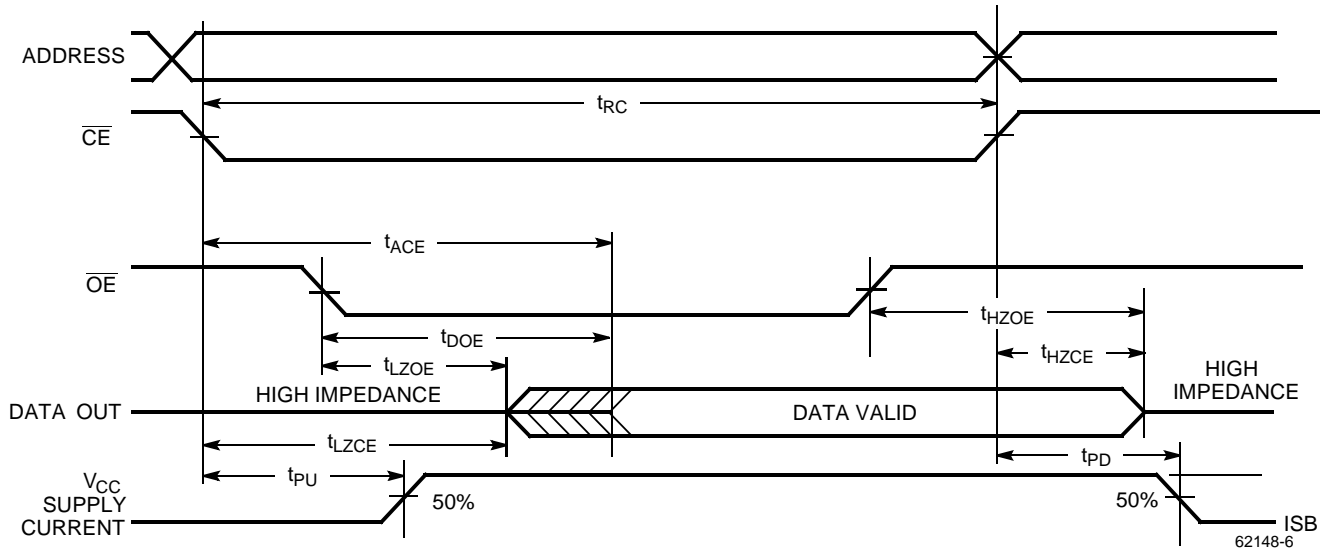 ADDRESS
tRC
CE
tACE
OE
tHZOE
tDOE
tHZCE
tLZOE
HIGH IMPEDANCE
HIGH
IMPEDANCE
DATA OUT
DATA VALID
tLZCE
tPU
tPD
VCC
SUPPLY
CURRENT
50%
50%
ISB
62148-6